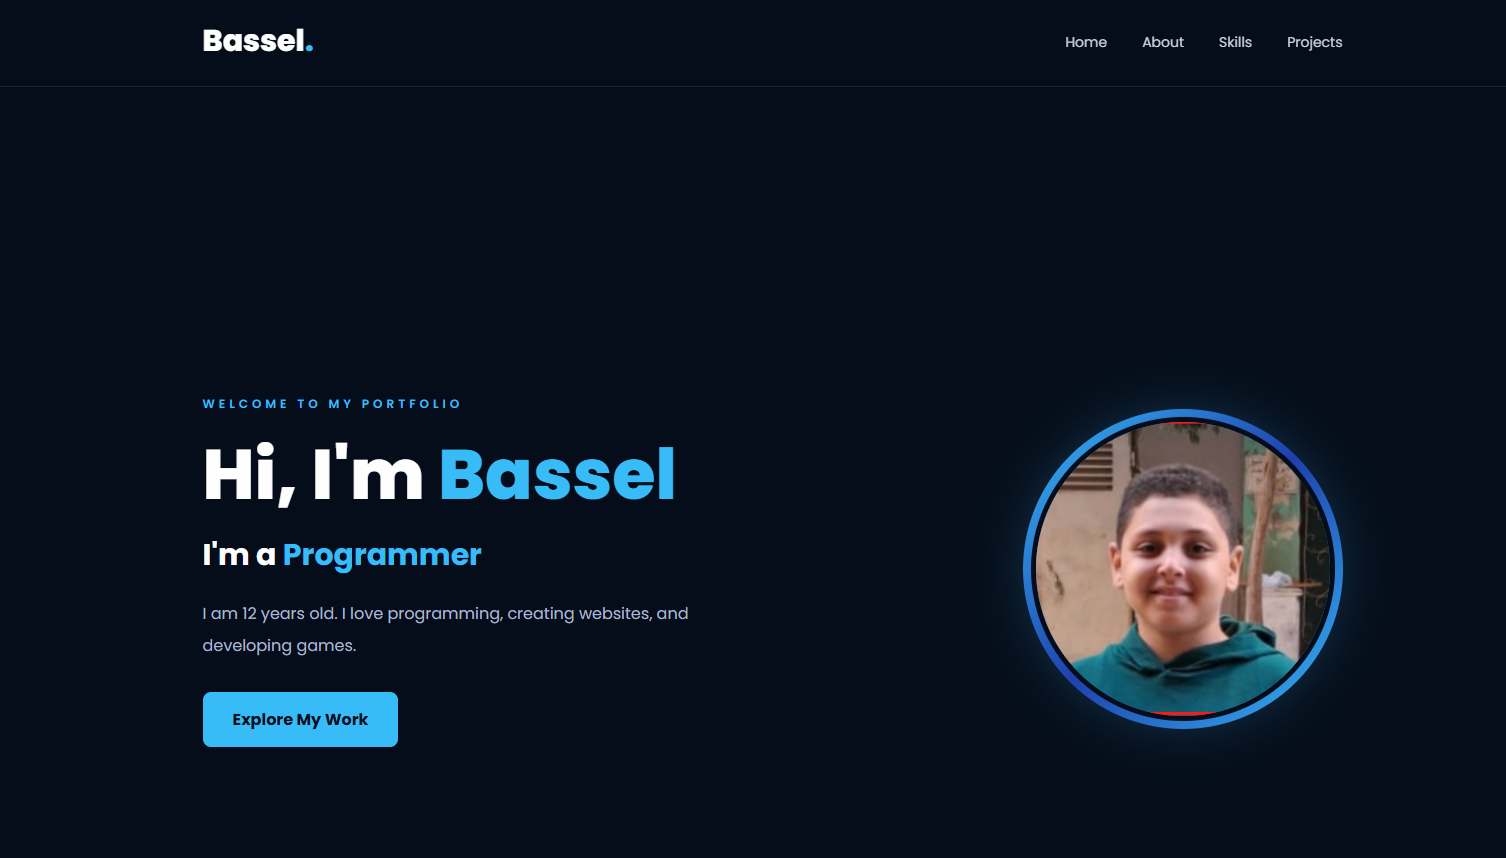 Bassel.
Home About Skills Projects
WELCOME TO MY PORTFOLIO
Hi, I'm Bassel
I'm a Programmer
I am 12 years old. I love programming, creating websites, and
developing games.
Explore My Work